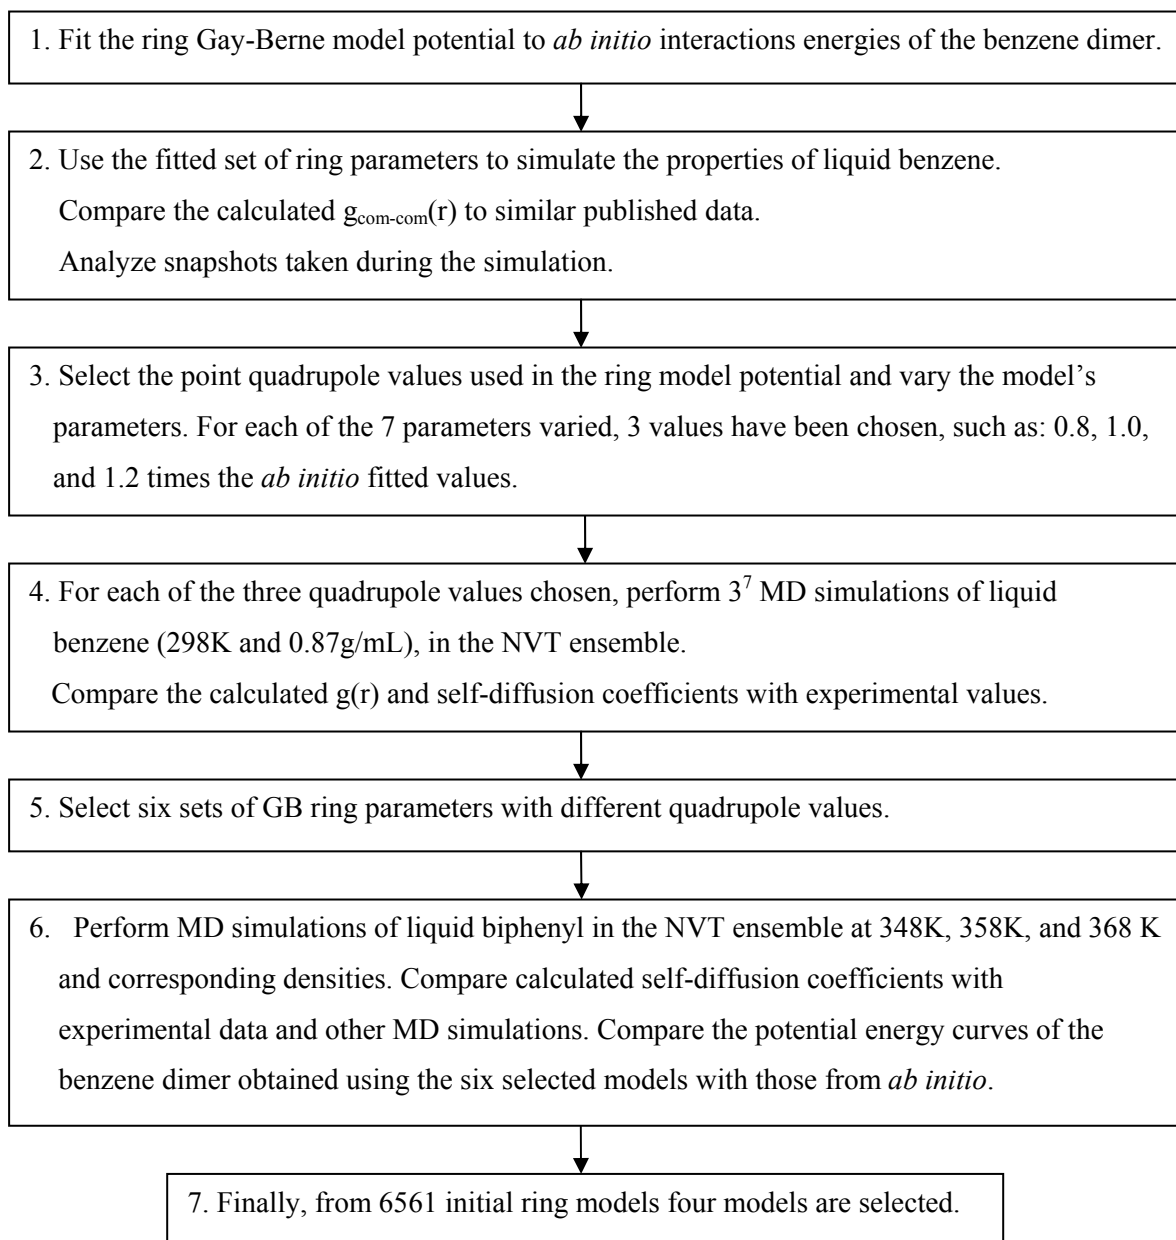 1. Fit the ring Gay-Berne model potential to ab initio interactions energies of the benzene dimer.
2. Use the fitted set of ring parameters to simulate the properties of liquid benzene.
Compare the calculated g_com-com(r) to similar published data.
Analyze snapshots taken during the simulation.
3. Select the point quadrupole values used in the ring model potential and vary the model's
parameters. For each of the 7 parameters varied, 3 values have been chosen, such as: 0.8, 1.0,
and 1.2 times the ab initio fitted values.
4. For each of the three quadrupole values chosen, perform 3⁷ MD simulations of liquid
benzene (298K and 0.87g/mL), in the NVT ensemble.
Compare the calculated g(r) and self-diffusion coefficients with experimental values.
5. Select six sets of GB ring parameters with different quadrupole values.
6. Perform MD simulations of liquid biphenyl in the NVT ensemble at 348K, 358K, and 368 K
and corresponding densities. Compare calculated self-diffusion coefficients with
experimental data and other MD simulations. Compare the potential energy curves of the
benzene dimer obtained using the six selected models with those from ab initio.
7. Finally, from 6561 initial ring models four models are selected.